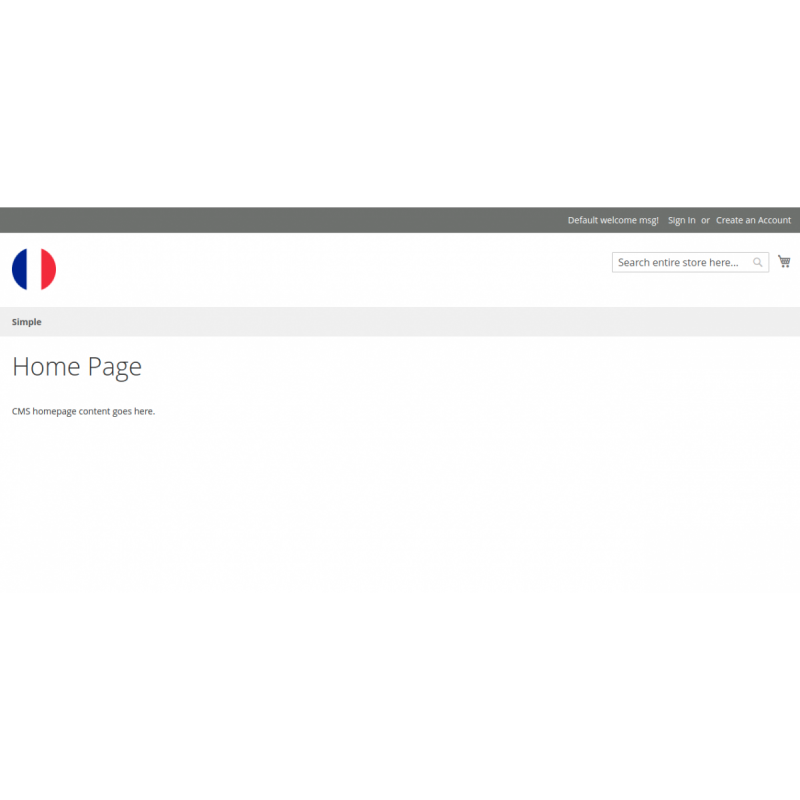 Default welcome msg! Sign In or Create an Account
Search entire store here...
Simple
Home Page
CMS homepage content goes here.